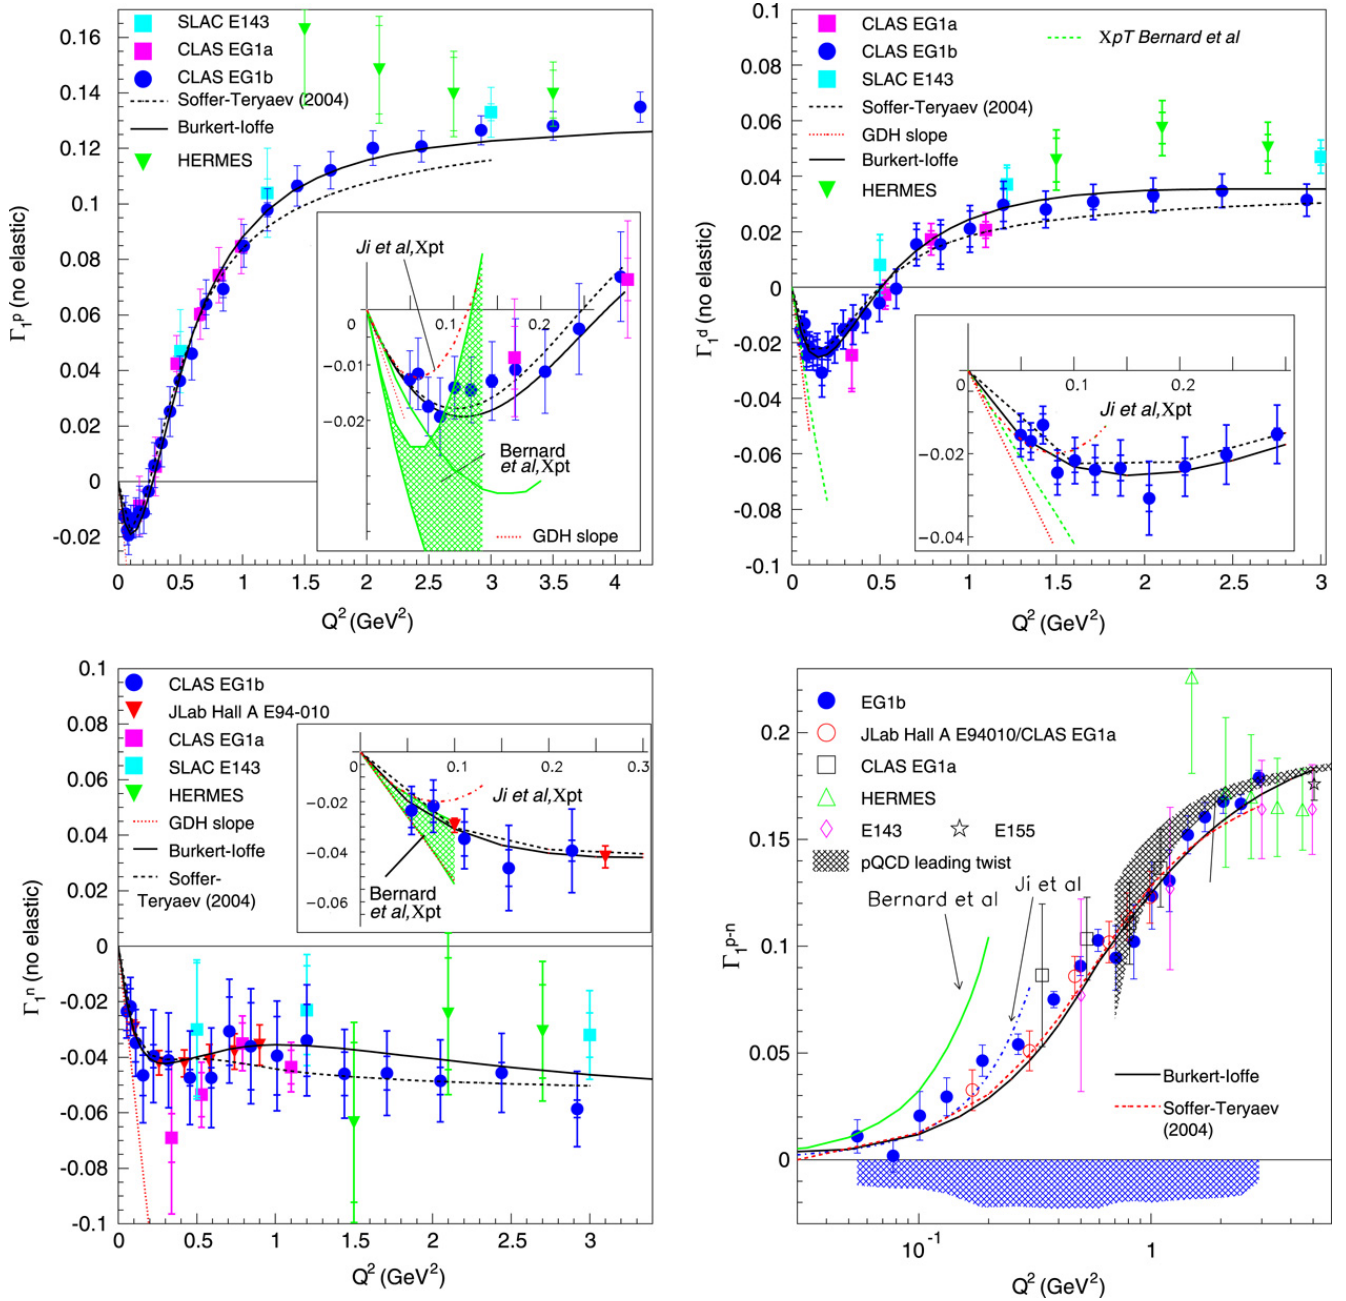 SLAC E143
CLAS EG1a
CLAS EG1b
Soffer-Teryaev (2004)
Burkert-Ioffe
HERMES
0.16
0.14
0.12
0.1
0.08
0.06
0.04
0.02
0
-0.02
Γ₁ᵖ (no elastic)
Ji et al,Xpt
0.1
0.2
0
−0.01
−0.02
Bernard
et al,Xpt
GDH slope
0 0.5 1 1.5 2 2.5 3 3.5 4
Q² (GeV²)
CLAS EG1a
CLAS EG1b
SLAC E143
Soffer-Teryaev (2004)
GDH slope
Burkert-Ioffe
HERMES
XpT Bernard et al
0.1
0.08
0.06
0.04
0.02
0
-0.02
-0.04
-0.06
-0.08
-0.1
Γ₁ᵈ (no elastic)
0
0.1
0.2
Ji et al,Xpt
−0.02
−0.04
0 0.5 1 1.5 2 2.5 3
Q² (GeV²)
CLAS EG1b
JLab Hall A E94-010
CLAS EG1a
SLAC E143
HERMES
GDH slope
Burkert-Ioffe
Soffer-
Teryaev (2004)
0.1
0.08
0.06
0.04
0.02
0
-0.02
-0.04
-0.06
-0.08
-0.1
Γ₁ⁿ (no elastic)
0
0.1
0.2
0.3
Ji et al,Xpt
−0.02
−0.04
−0.06
Bernard
et al,Xpt
0 0.5 1 1.5 2 2.5 3
Q² (GeV²)
EG1b
JLab Hall A E94010/CLAS EG1a
CLAS EG1a
HERMES
E143
E155
pQCD leading twist
Bernard et al
Ji et al
Burkert-Ioffe
Soffer-Teryaev
(2004)
0.2
0.15
0.1
0.05
0
Γ₁ᵖ⁻ⁿ
10⁻¹ 1
Q² (GeV²)